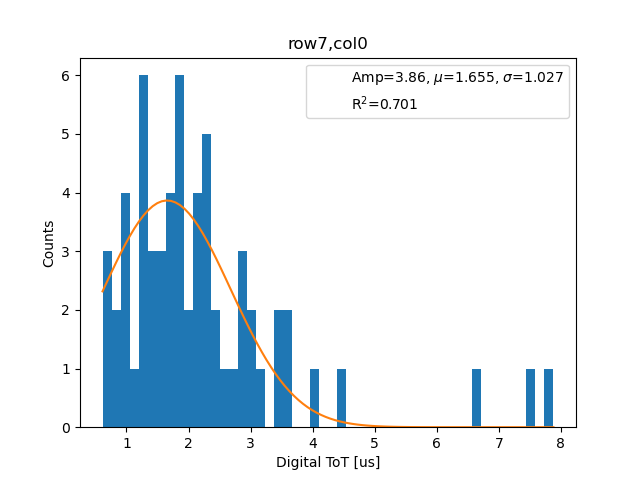 row7,col0
Amp=3.86, μ=1.655, σ=1.027
R²=0.701
Counts
6
5
4
3
2
1
0
1 2 3 4 5 6 7 8
Digital ToT [us]